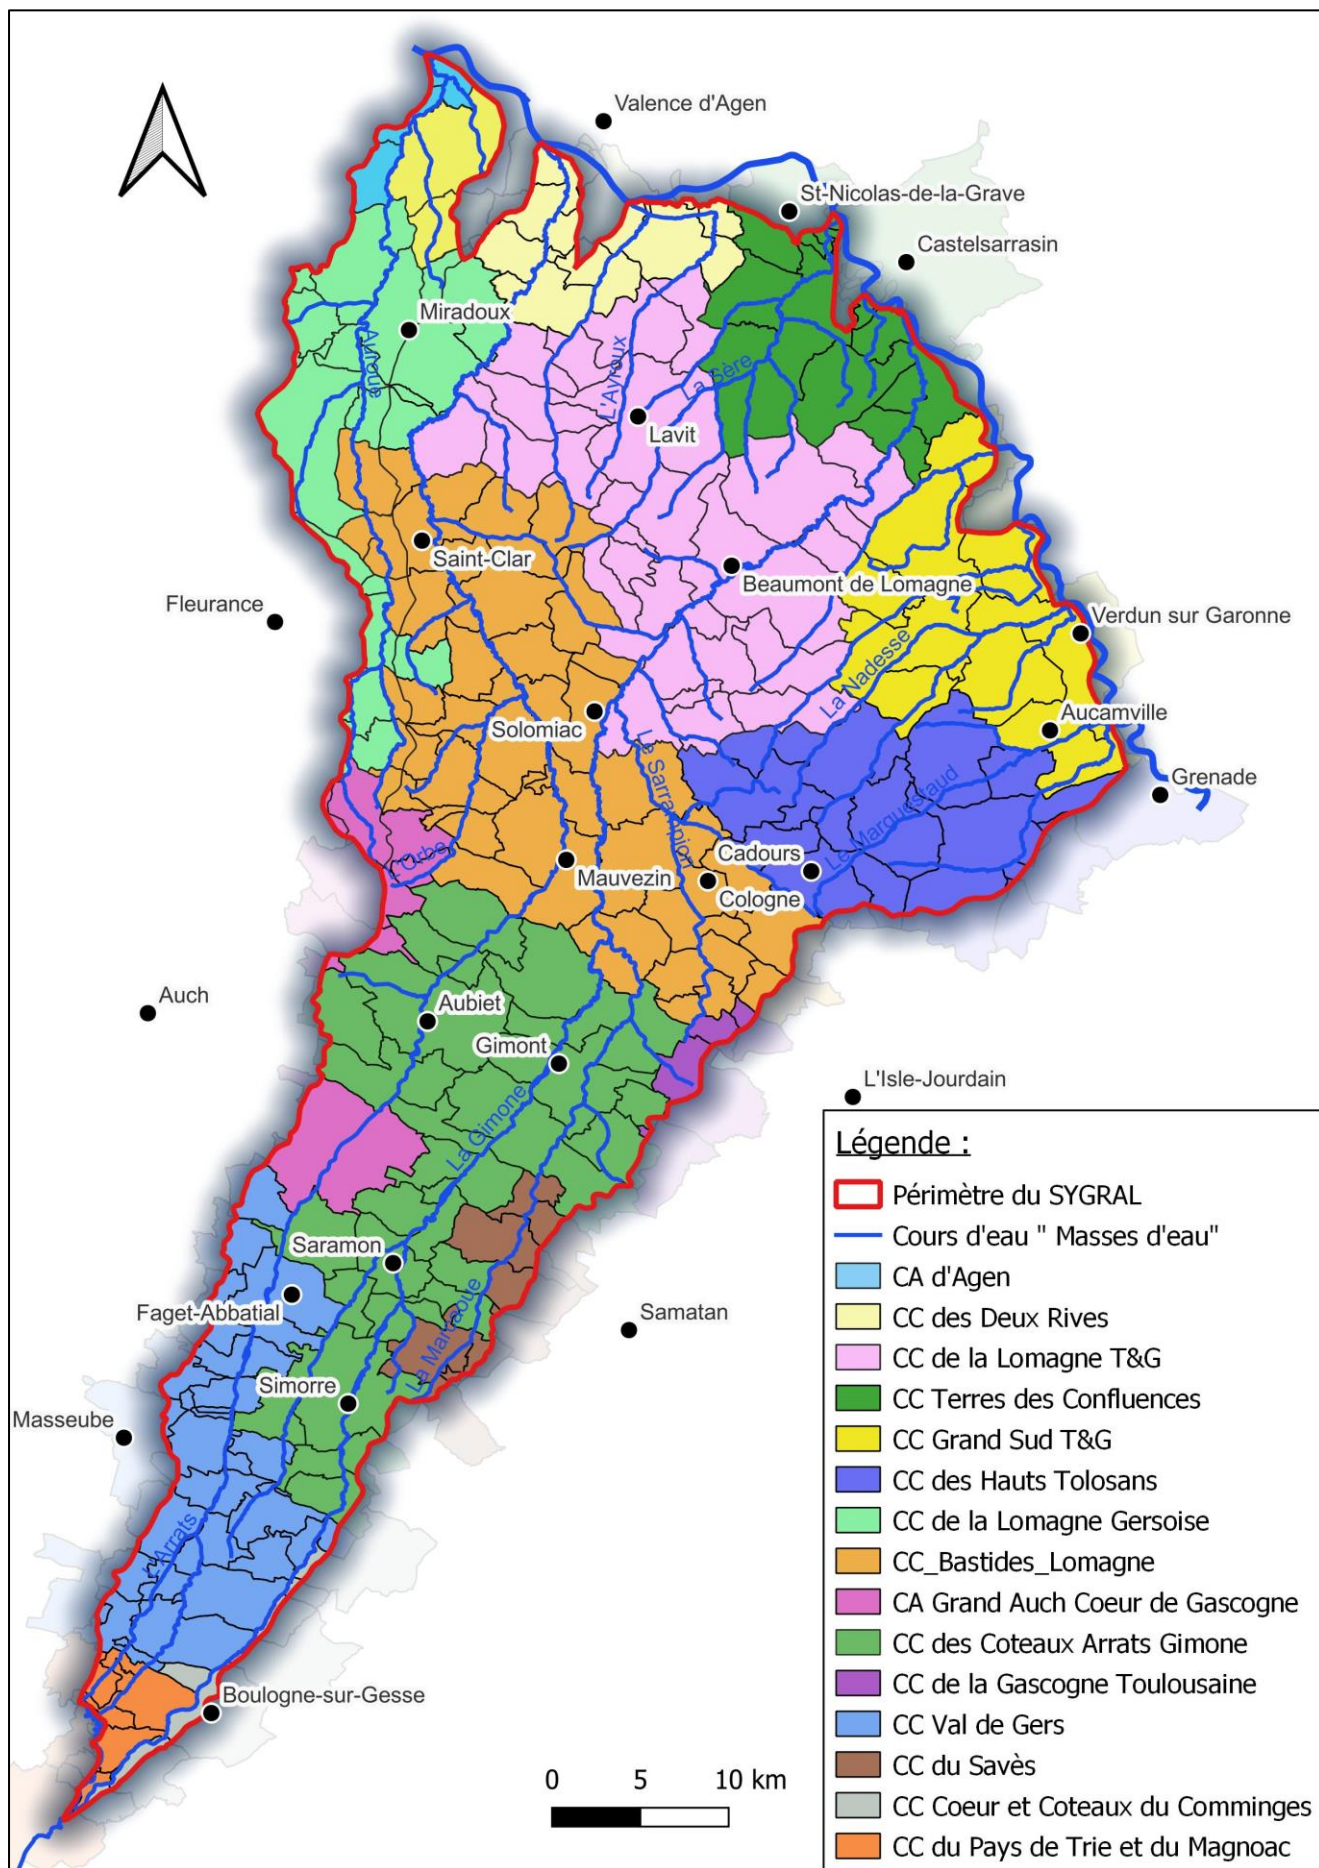 Valence d'Agen
St-Nicolas-de-la-Grave
Castelsarrasin
Miradoux
Auroue
L'Ayroux
La Sère
Lavit
Saint-Clar
Beaumont de Lomagne
Fleurance
Verdun sur Garonne
La Nadesse
Solomiac
Aucamville
Le Sarrampion
Grenade
Le Marguestaud
L'Orbe
Cadours
Mauvezin
Cologne
Auch
Aubiet
Gimont
L'Isle-Jourdain
La Gimone
Saramon
Faget-Abbatial
La Marcaoue
Samatan
Simorre
Masseube
L'Arrats
Boulogne-sur-Gesse
0 5 10 km
Légende :
Périmètre du SYGRAL
Cours d'eau " Masses d'eau"
CA d'Agen
CC des Deux Rives
CC de la Lomagne T&G
CC Terres des Confluences
CC Grand Sud T&G
CC des Hauts Tolosans
CC de la Lomagne Gersoise
CC_Bastides_Lomagne
CA Grand Auch Coeur de Gascogne
CC des Coteaux Arrats Gimone
CC de la Gascogne Toulousaine
CC Val de Gers
CC du Savès
CC Coeur et Coteaux du Comminges
CC du Pays de Trie et du Magnoac